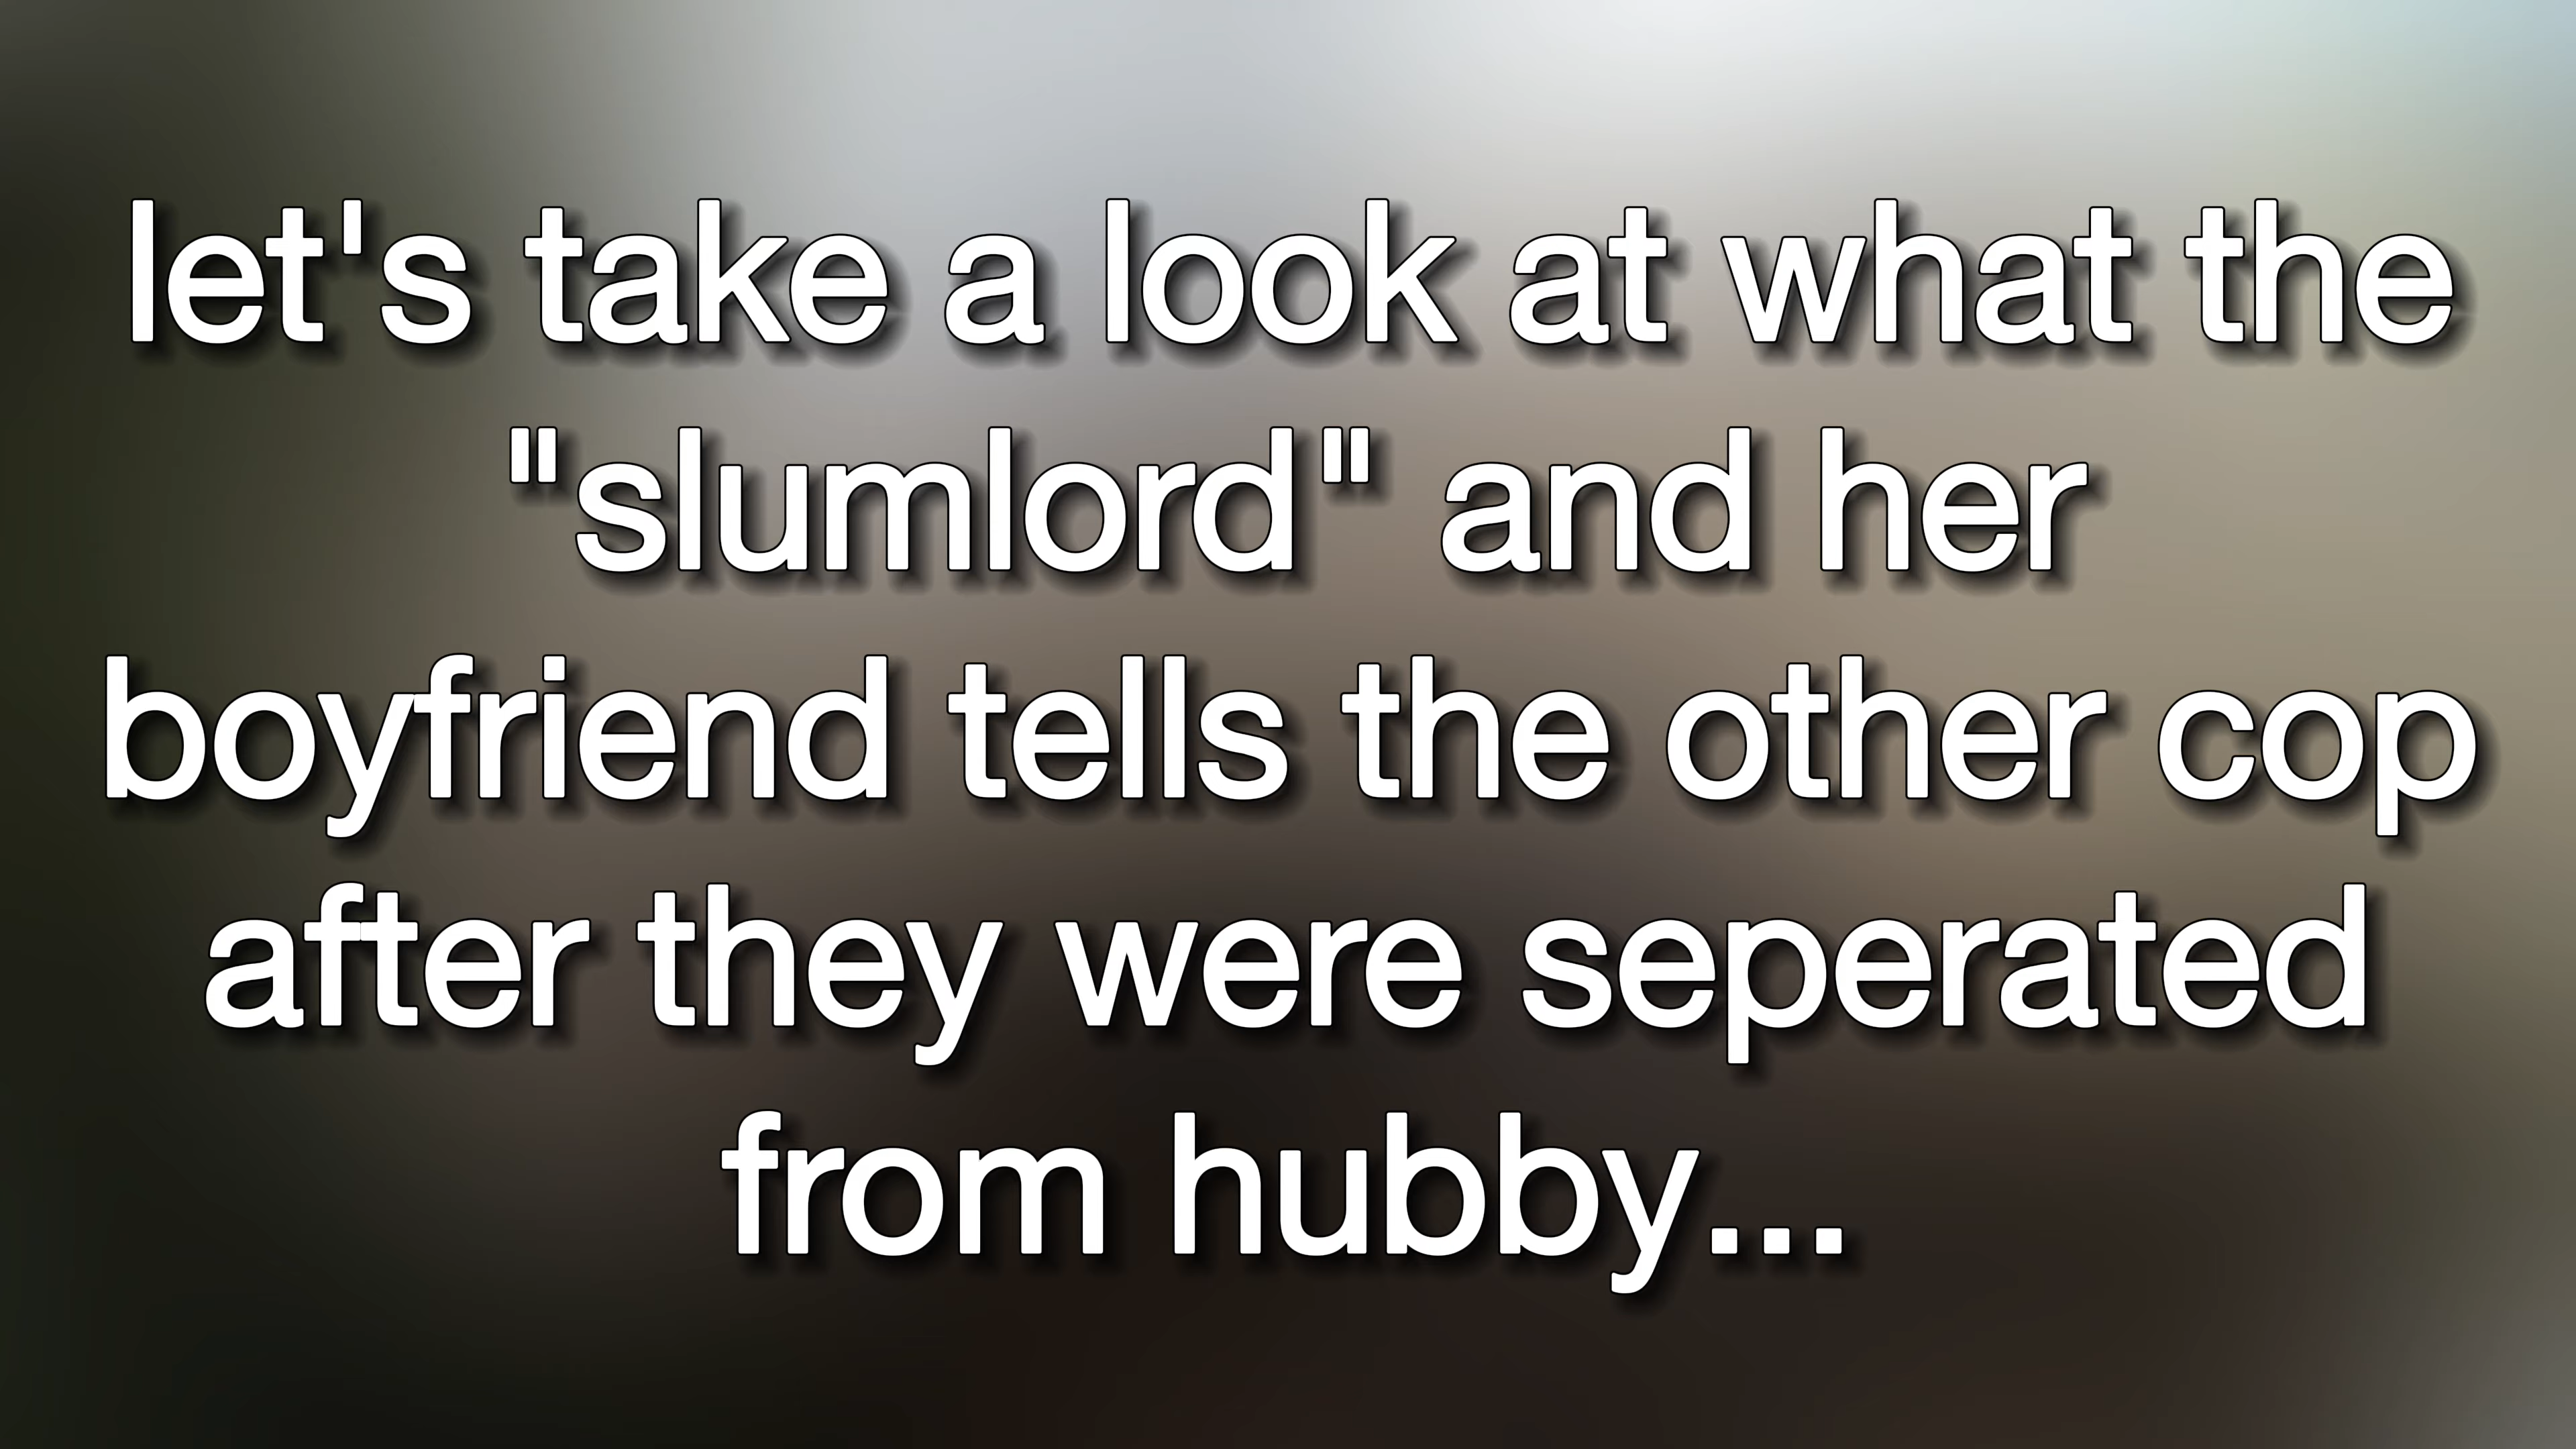 let's take a look at what the
"slumlord" and her
boyfriend tells the other cop
after they were seperated
from hubby...